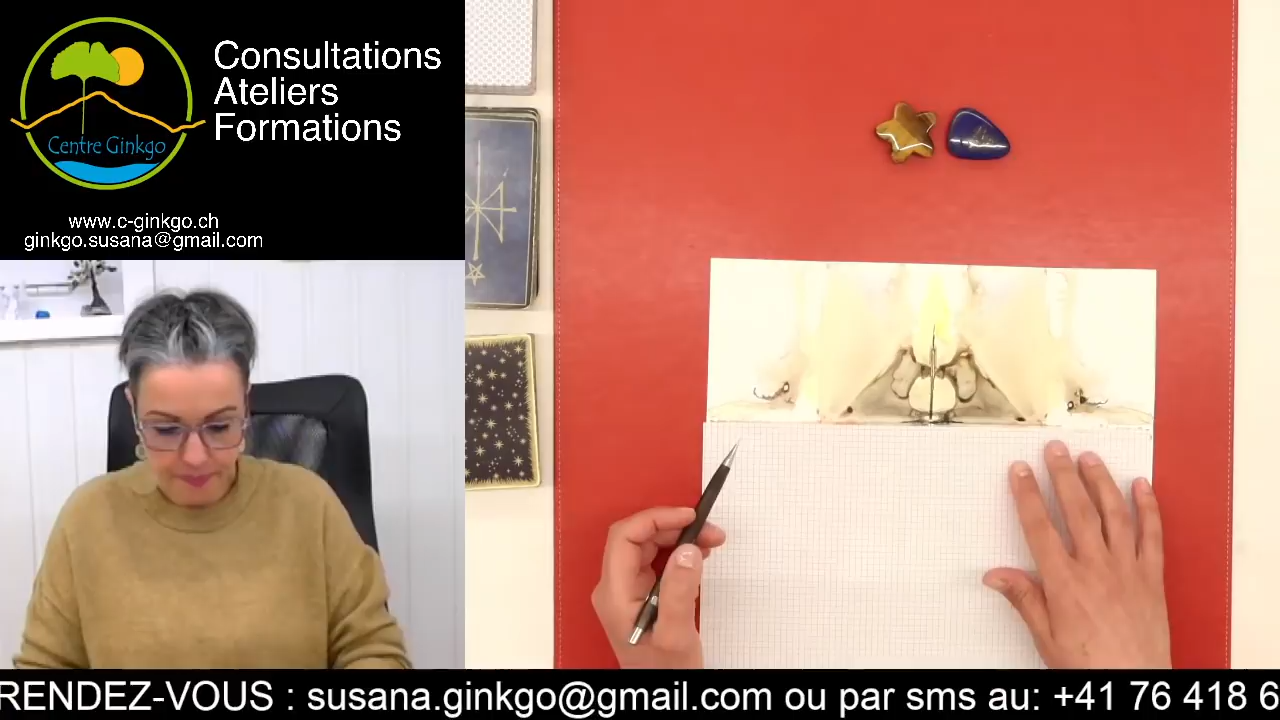 Consultations
Ateliers
Formations
Centre Ginkgo
www.c-ginkgo.ch
ginkgo.susana@gmail.com
RENDEZ-VOUS : susana.ginkgo@gmail.com ou par sms au: +41 76 418 6